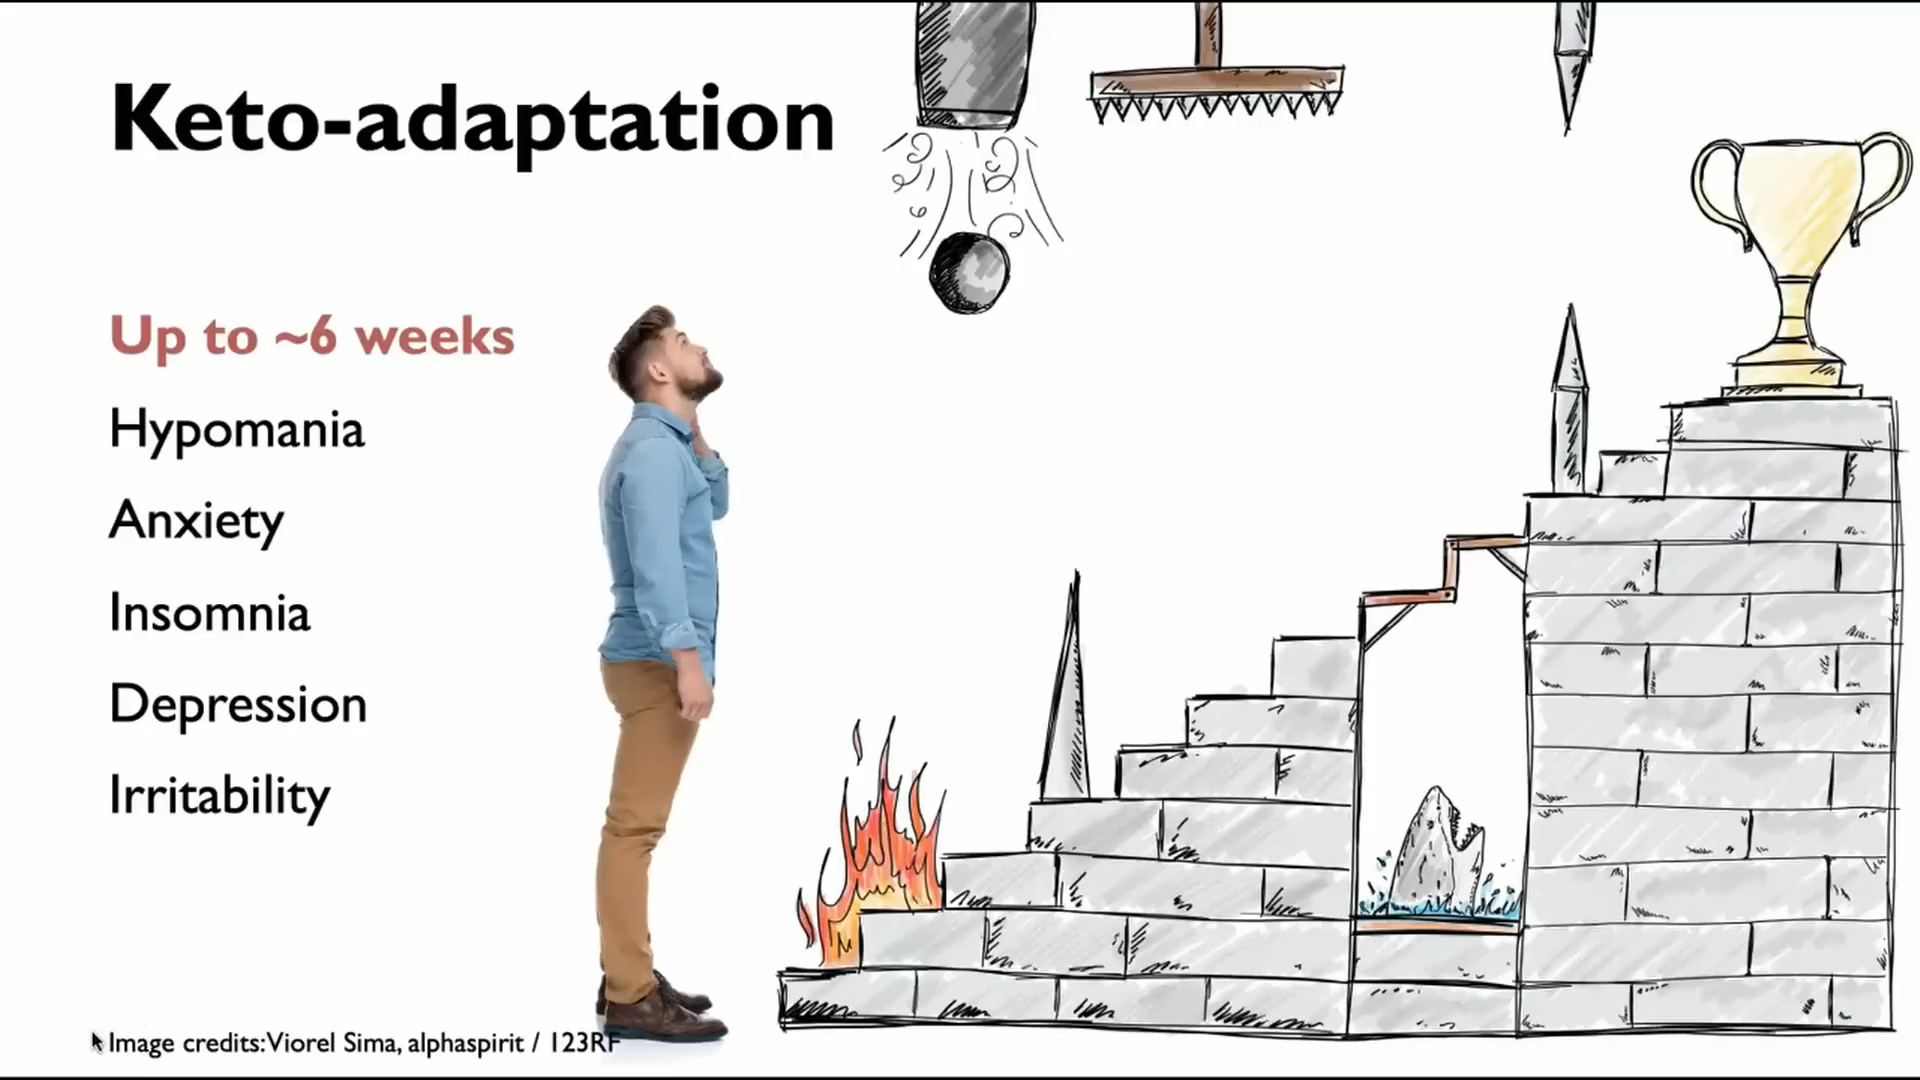 Keto-adaptation
Up to ~6 weeks
Hypomania
Anxiety
Insomnia
Depression
Irritability
Image credits: Viorel Sima, alphaspirit / 123RF